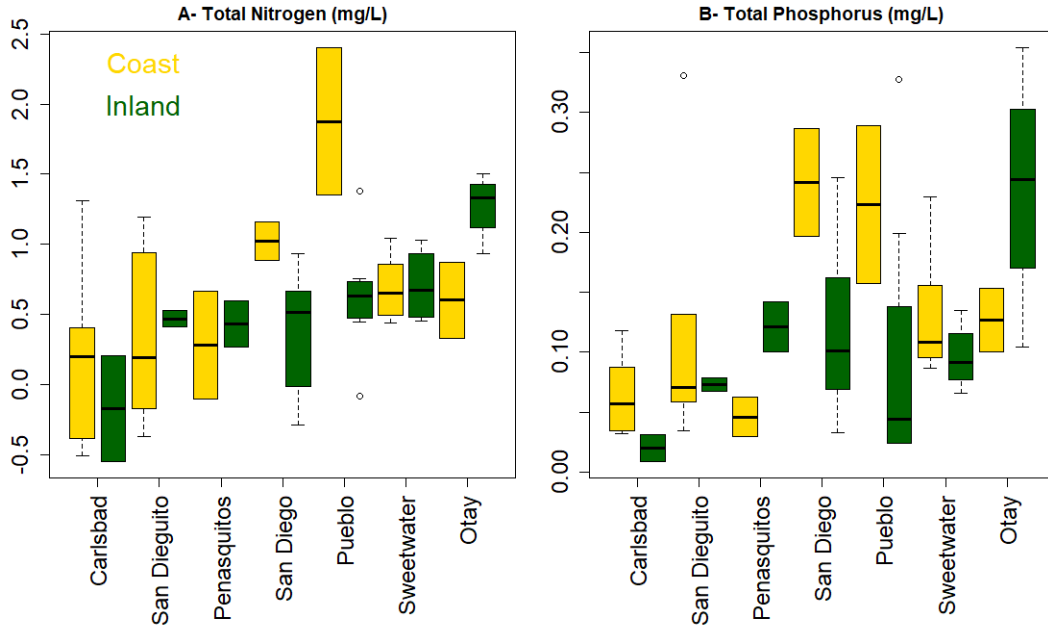 A- Total Nitrogen (mg/L)
Coast
Inland
2.5
2.0
1.5
1.0
0.5
0.0
-0.5
Carlsbad
San Dieguito
Penasquitos
San Diego
Pueblo
Sweetwater
Otay
B- Total Phosphorus (mg/L)
0.30
0.20
0.10
0.00
Carlsbad
San Dieguito
Penasquitos
San Diego
Pueblo
Sweetwater
Otay